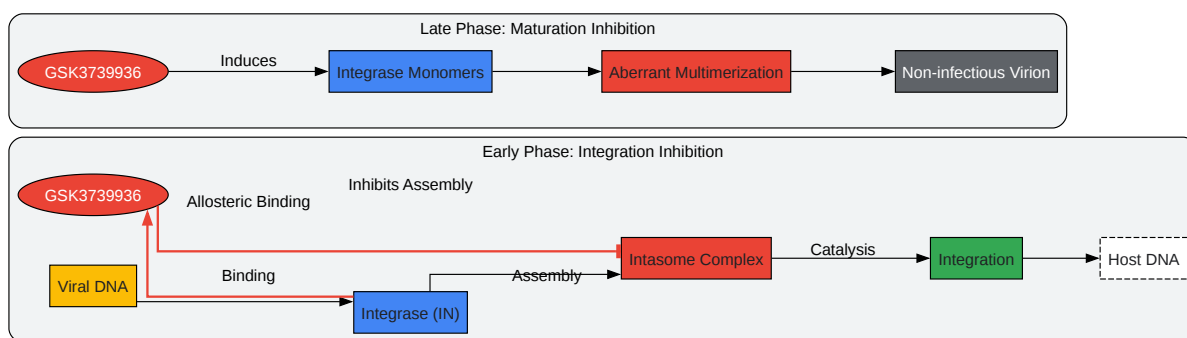 Late Phase: Maturation Inhibition
GSK3739936
Induces
Integrase Monomers
Aberrant Multimerization
Non-infectious Virion
Early Phase: Integration Inhibition
GSK3739936
Allosteric Binding
Inhibits Assembly
Viral DNA
Binding
Integrase (IN)
Assembly
Intasome Complex
Catalysis
Integration
Host DNA